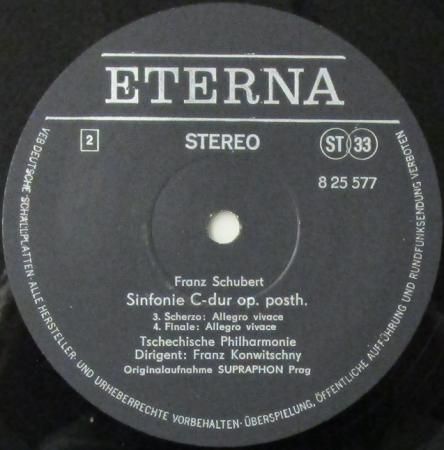 ETERNA
2
STEREO
ST 33
8 25 577
Franz Schubert
Sinfonie C-dur op. posth.
3. Scherzo: Allegro vivace
4. Finale: Allegro vivace
Tschechische Philharmonie
Dirigent: Franz Konwitschny
Originalaufnahme SUPRAPHON Prag
VEB DEUTSCHE SCHALLPLATTEN · ALLE HERSTELLER- UND URHEBERRECHTE VORBEHALTEN · ÜBERSPIELUNG, ÖFFENTLICHE AUFFÜHRUNG UND RUNDFUNKSENDUNG VERBOTEN